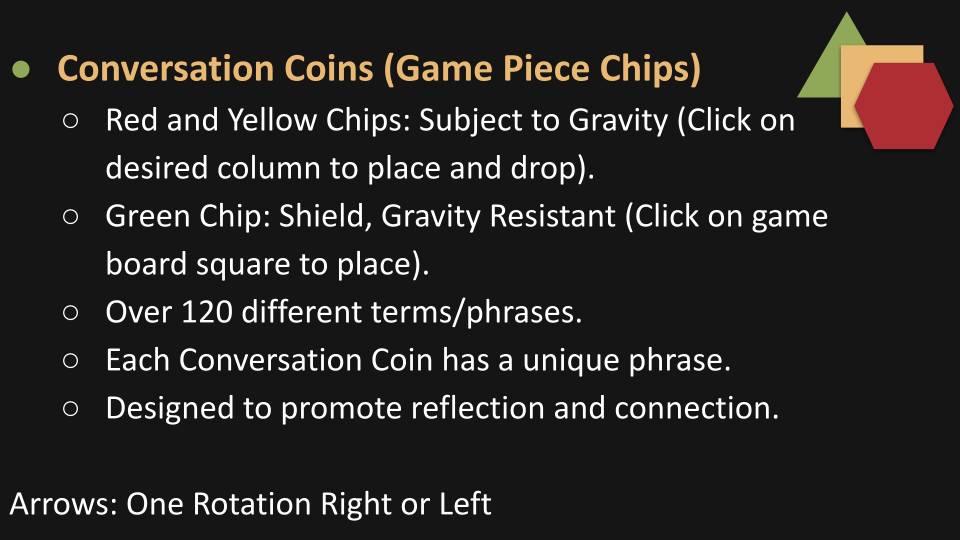 ● Conversation Coins (Game Piece Chips)
○ Red and Yellow Chips: Subject to Gravity (Click on
desired column to place and drop).
○ Green Chip: Shield, Gravity Resistant (Click on game
board square to place).
○ Over 120 different terms/phrases.
○ Each Conversation Coin has a unique phrase.
○ Designed to promote reflection and connection.
Arrows: One Rotation Right or Left